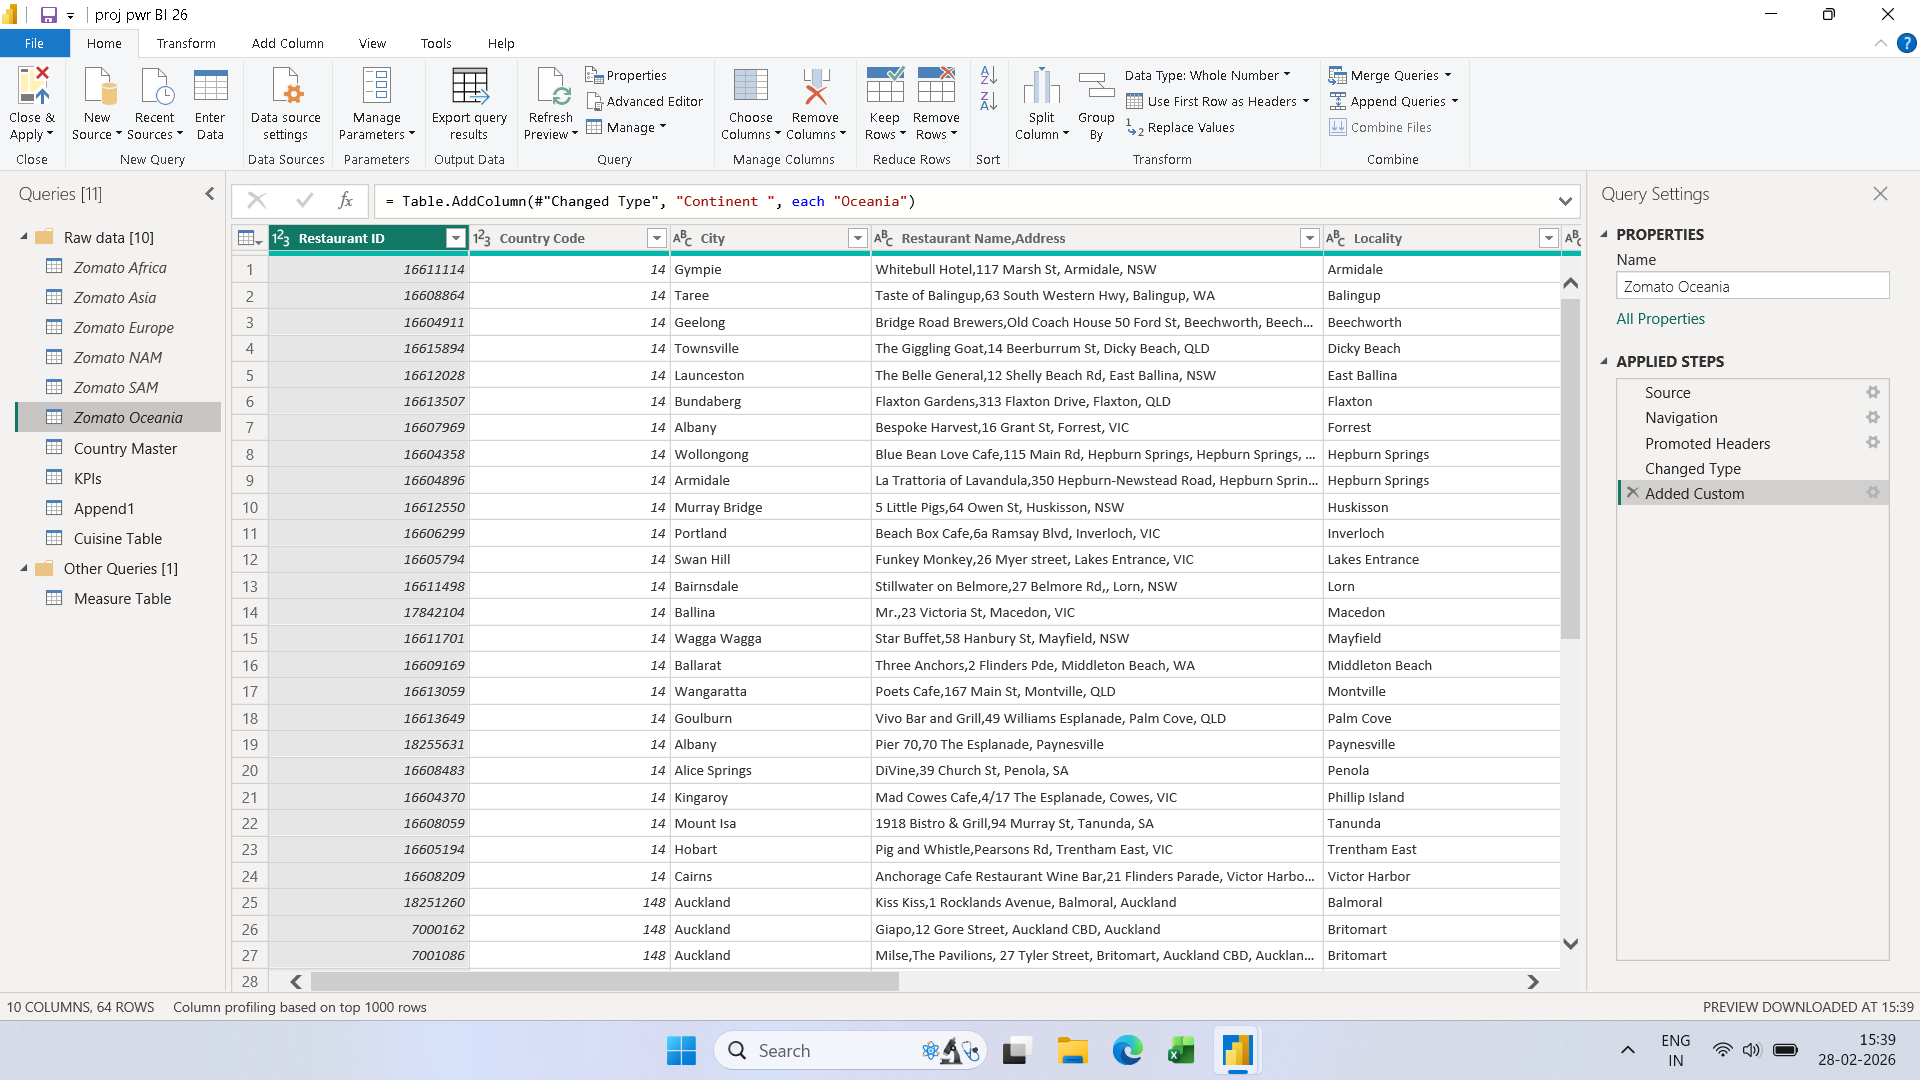 proj pwr BI 26
File Home Transform Add Column View Tools Help
Close & Apply
Close
New Source
Recent Sources
Enter Data
New Query
Data source settings
Data Sources
Manage Parameters
Parameters
Export query results
Output Data
Refresh Preview
Properties
Advanced Editor
Manage
Query
Choose Columns
Remove Columns
Manage Columns
Keep Rows
Remove Rows
Reduce Rows
Sort
Split Column
Group By
Data Type: Whole Number
Use First Row as Headers
Replace Values
Transform
Merge Queries
Append Queries
Combine Files
Combine
Queries [11]
Raw data [10]
Zomato Africa
Zomato Asia
Zomato Europe
Zomato NAM
Zomato SAM
Zomato Oceania
Country Master
KPIs
Append1
Cuisine Table
Other Queries [1]
Measure Table
fx = Table.AddColumn(#"Changed Type", "Continent ", each "Oceania")
Restaurant ID Country Code City Restaurant Name,Address Locality
1 16611114 14 Gympie Whitebull Hotel,117 Marsh St, Armidale, NSW Armidale
2 16608864 14 Taree Taste of Balingup,63 South Western Hwy, Balingup, WA Balingup
3 16604911 14 Geelong Bridge Road Brewers,Old Coach House 50 Ford St, Beechworth, Beech... Beechworth
4 16615894 14 Townsville The Giggling Goat,14 Beerburrum St, Dicky Beach, QLD Dicky Beach
5 16612028 14 Launceston The Belle General,12 Shelly Beach Rd, East Ballina, NSW East Ballina
6 16613507 14 Bundaberg Flaxton Gardens,313 Flaxton Drive, Flaxton, QLD Flaxton
7 16607969 14 Albany Bespoke Harvest,16 Grant St, Forrest, VIC Forrest
8 16604358 14 Wollongong Blue Bean Love Cafe,115 Main Rd, Hepburn Springs, Hepburn Springs, ... Hepburn Springs
9 16604896 14 Armidale La Trattoria of Lavandula,350 Hepburn-Newstead Road, Hepburn Sprin... Hepburn Springs
10 16612550 14 Murray Bridge 5 Little Pigs,64 Owen St, Huskisson, NSW Huskisson
11 16606299 14 Portland Beach Box Cafe,6a Ramsay Blvd, Inverloch, VIC Inverloch
12 16605794 14 Swan Hill Funkey Monkey,26 Myer street, Lakes Entrance, VIC Lakes Entrance
13 16611498 14 Bairnsdale Stillwater on Belmore,27 Belmore Rd,, Lorn, NSW Lorn
14 17842104 14 Ballina Mr.,23 Victoria St, Macedon, VIC Macedon
15 16611701 14 Wagga Wagga Star Buffet,58 Hanbury St, Mayfield, NSW Mayfield
16 16609169 14 Ballarat Three Anchors,2 Flinders Pde, Middleton Beach, WA Middleton Beach
17 16613059 14 Wangaratta Poets Cafe,167 Main St, Montville, QLD Montville
18 16613649 14 Goulburn Vivo Bar and Grill,49 Williams Esplanade, Palm Cove, QLD Palm Cove
19 18255631 14 Albany Pier 70,70 The Esplanade, Paynesville Paynesville
20 16608483 14 Alice Springs DiVine,39 Church St, Penola, SA Penola
21 16604370 14 Kingaroy Mad Cowes Cafe,4/17 The Esplanade, Cowes, VIC Phillip Island
22 16608059 14 Mount Isa 1918 Bistro & Grill,94 Murray St, Tanunda, SA Tanunda
23 16605194 14 Hobart Pig and Whistle,Pearsons Rd, Trentham East, VIC Trentham East
24 16608209 14 Cairns Anchorage Cafe Restaurant Wine Bar,21 Flinders Parade, Victor Harbo... Victor Harbor
25 18251260 148 Auckland Kiss Kiss,1 Rocklands Avenue, Balmoral, Auckland Balmoral
26 7000162 148 Auckland Giapo,12 Gore Street, Auckland CBD, Auckland Britomart
27 7001086 148 Auckland Milse,The Pavilions, 27 Tyler Street, Britomart, Auckland CBD, Aucklan... Britomart
28
Query Settings
PROPERTIES
Name
Zomato Oceania
All Properties
APPLIED STEPS
Source
Navigation
Promoted Headers
Changed Type
Added Custom
10 COLUMNS, 64 ROWS Column profiling based on top 1000 rows PREVIEW DOWNLOADED AT 15:39
Search
ENG
IN
15:39
28-02-2026